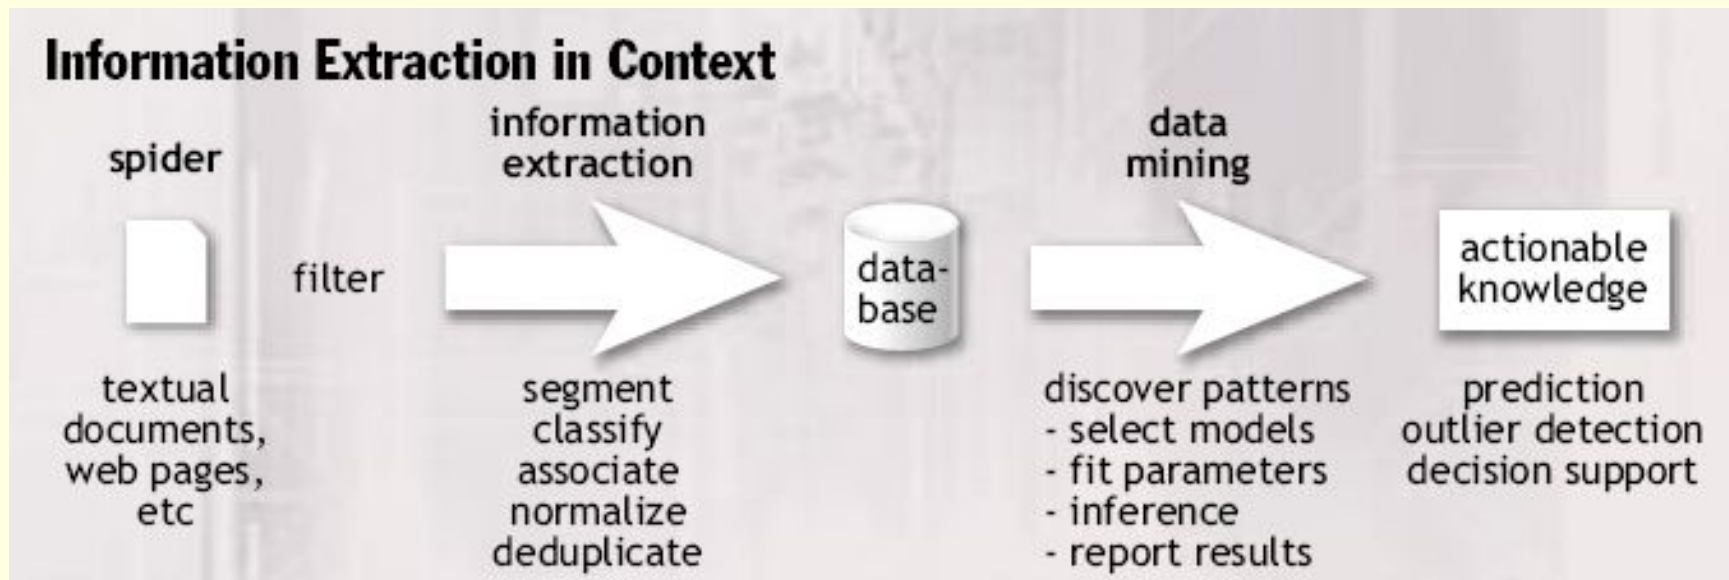 Information Extraction in Context
spider
textual
documents,
web pages,
etc
filter
information
extraction
segment
classify
associate
normalize
deduplicate
data-
base
data
mining
discover patterns
- select models
- fit parameters
- inference
- report results
actionable
knowledge
prediction
outlier detection
decision support